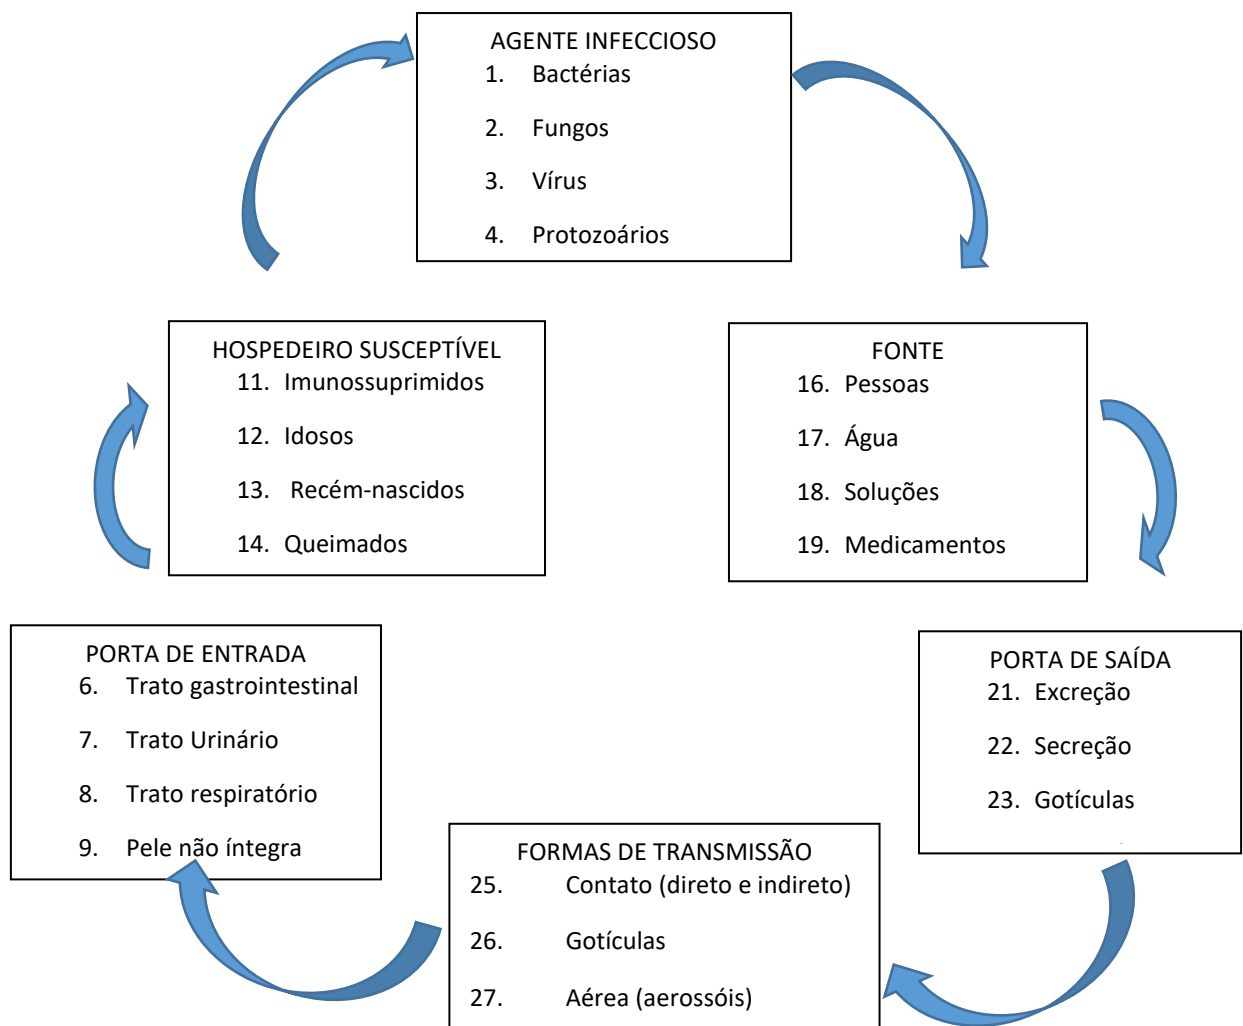 AGENTE INFECCIOSO
1. Bactérias
2. Fungos
3. Vírus
4. Protozoários
HOSPEDEIRO SUSCEPTÍVEL
11. Imunossuprimidos
12. Idosos
13. Recém-nascidos
14. Queimados
FONTE
16. Pessoas
17. Água
18. Soluções
19. Medicamentos
PORTA DE ENTRADA
6. Trato gastrointestinal
7. Trato Urinário
8. Trato respiratório
9. Pele não íntegra
PORTA DE SAÍDA
21. Excreção
22. Secreção
23. Gotículas
FORMAS DE TRANSMISSÃO
25. Contato (direto e indireto)
26. Gotículas
27. Aérea (aerossóis)